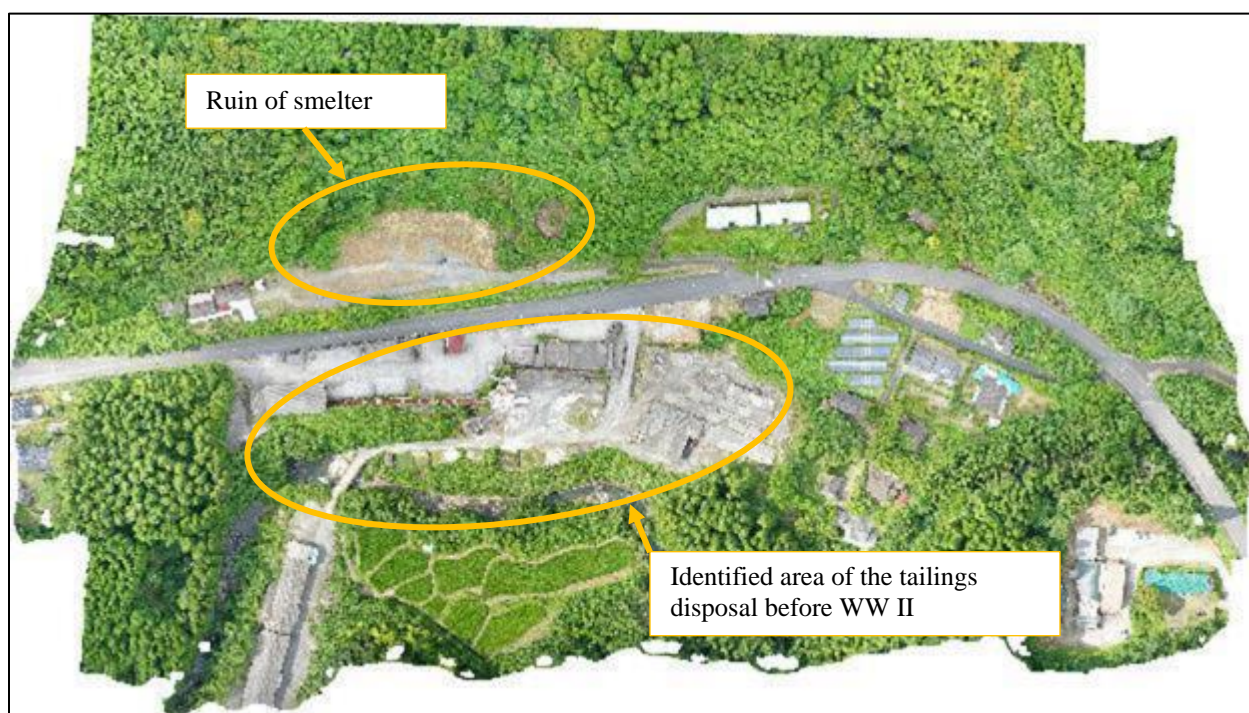 Ruin of smelter
Identified area of the tailings
disposal before WW II